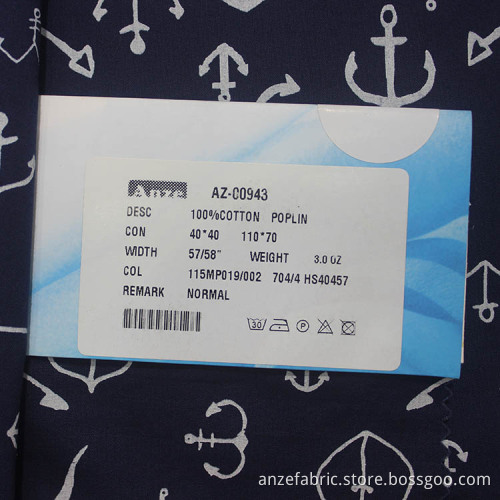 Anze AZ-C0943
DESC 100%COTTON POPLIN
CON 40*40 110*70
WIDTH 57/58" WEIGHT 3.0 OZ
COL 115MP019/002 704/4 HS40457
REMARK NORMAL
30 P
anzefabric.store.bossgoo.com